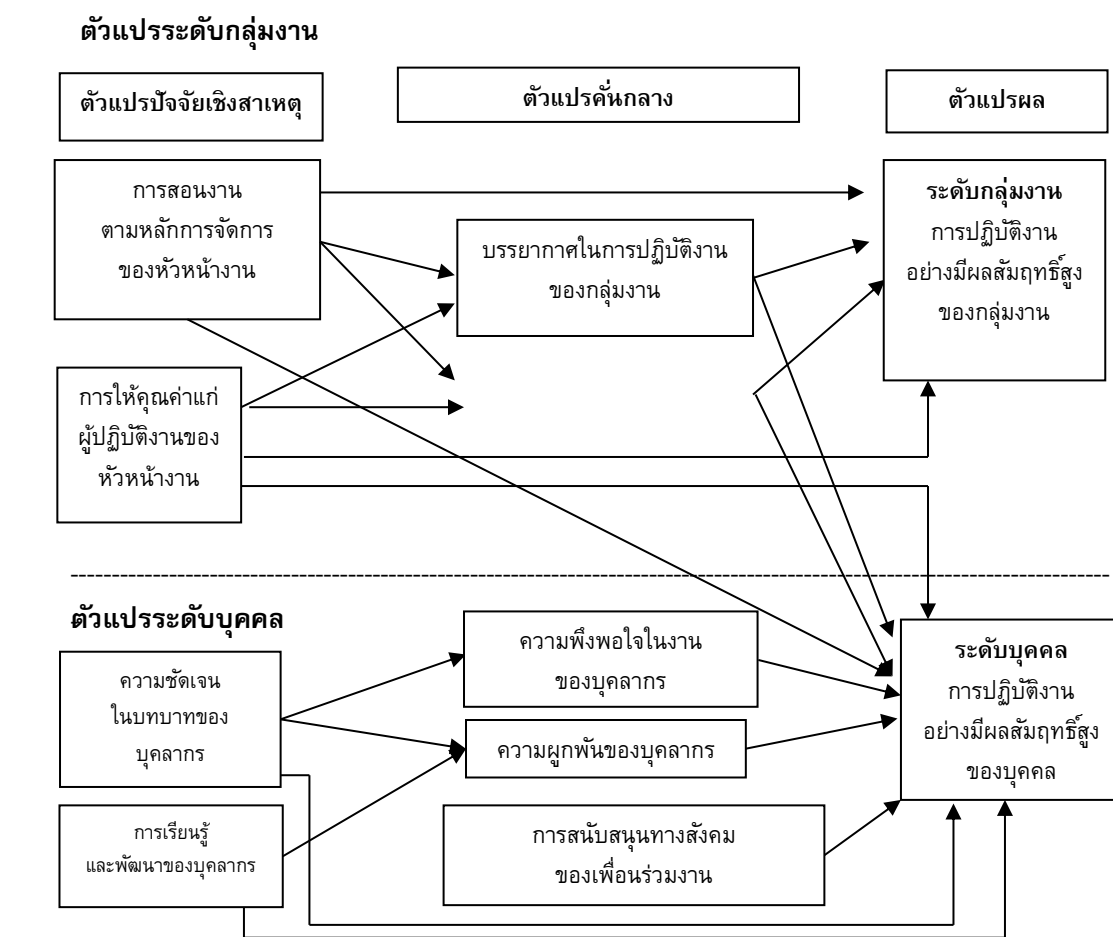 ตัวแปรระดับกลุ่มงาน
ตัวแปรปัจจัยเชิงสาเหตุ
ตัวแปรคั่นกลาง
ตัวแปรผล
การสอนงาน
ตามหลักการจัดการ
ของหัวหน้างาน
บรรยากาศในการปฏิบัติงาน
ของกลุ่มงาน
ระดับกลุ่มงาน
การปฏิบัติงาน
อย่างมีผลสัมฤทธิ์สูง
ของกลุ่มงาน
การให้คุณค่าแก่
ผู้ปฏิบัติงานของ
หัวหน้างาน
ตัวแปรระดับบุคคล
ความชัดเจน
ในบทบาทของ
บุคลากร
ความพึงพอใจในงาน
ของบุคลากร
ความผูกพันของบุคลากร
ระดับบุคคล
การปฏิบัติงาน
อย่างมีผลสัมฤทธิ์สูง
ของบุคคล
การเรียนรู้
และพัฒนาของบุคลากร
การสนับสนุนทางสังคม
ของเพื่อนร่วมงาน